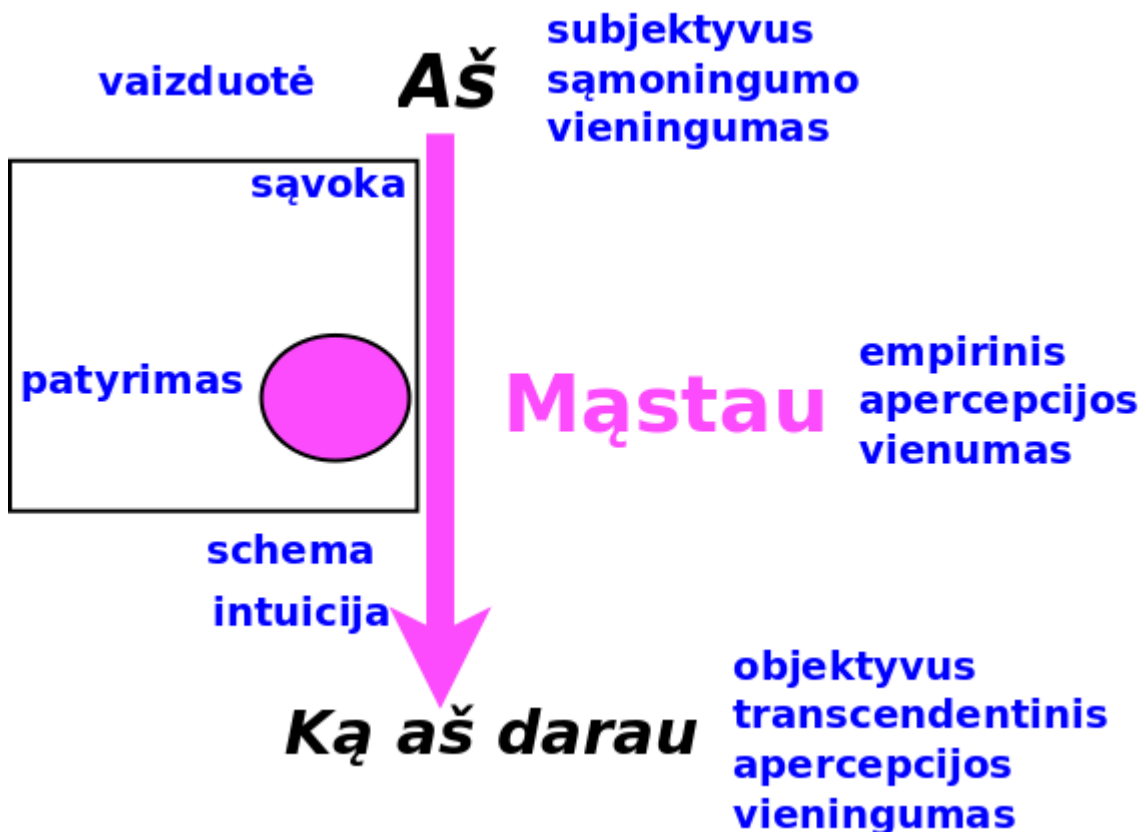 vaizduotė
Aš
subjektyvus
sąmoningumo
vieningumas
sąvoka
patyrimas
Mąstau
empirinis
apercepcijos
vienumas
schema
intuicija
Ką aš darau
objektyvus
transcendentinis
apercepcijos
vieningumas